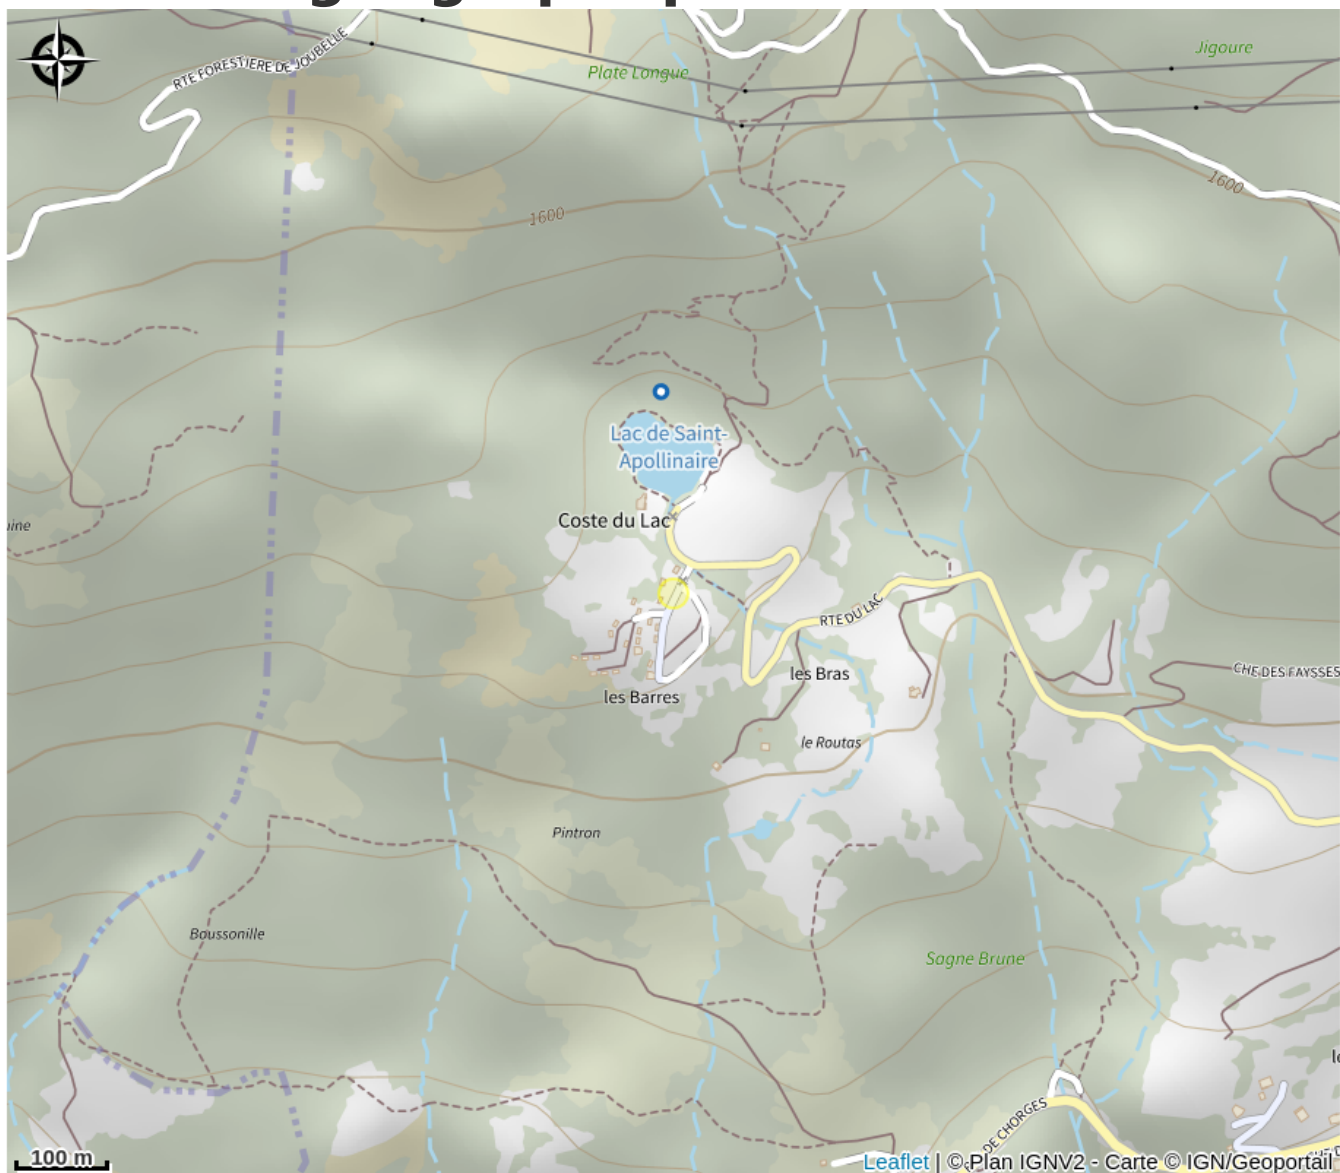 Jigoure
Plate Longue
RTE FORESTIERE DE JOUBELLE
1600
1600
Lac de Saint-
Apollinaire
Coste du Lac
RTE DU LAC
CHE DES FAYSSES
les Bras
les Barres
le Routas
Pintron
Boussonille
Sagne Brune
DE CHORGES
100 m
Leaflet | © Plan IGNV2 - Carte © IGN/Geoportail